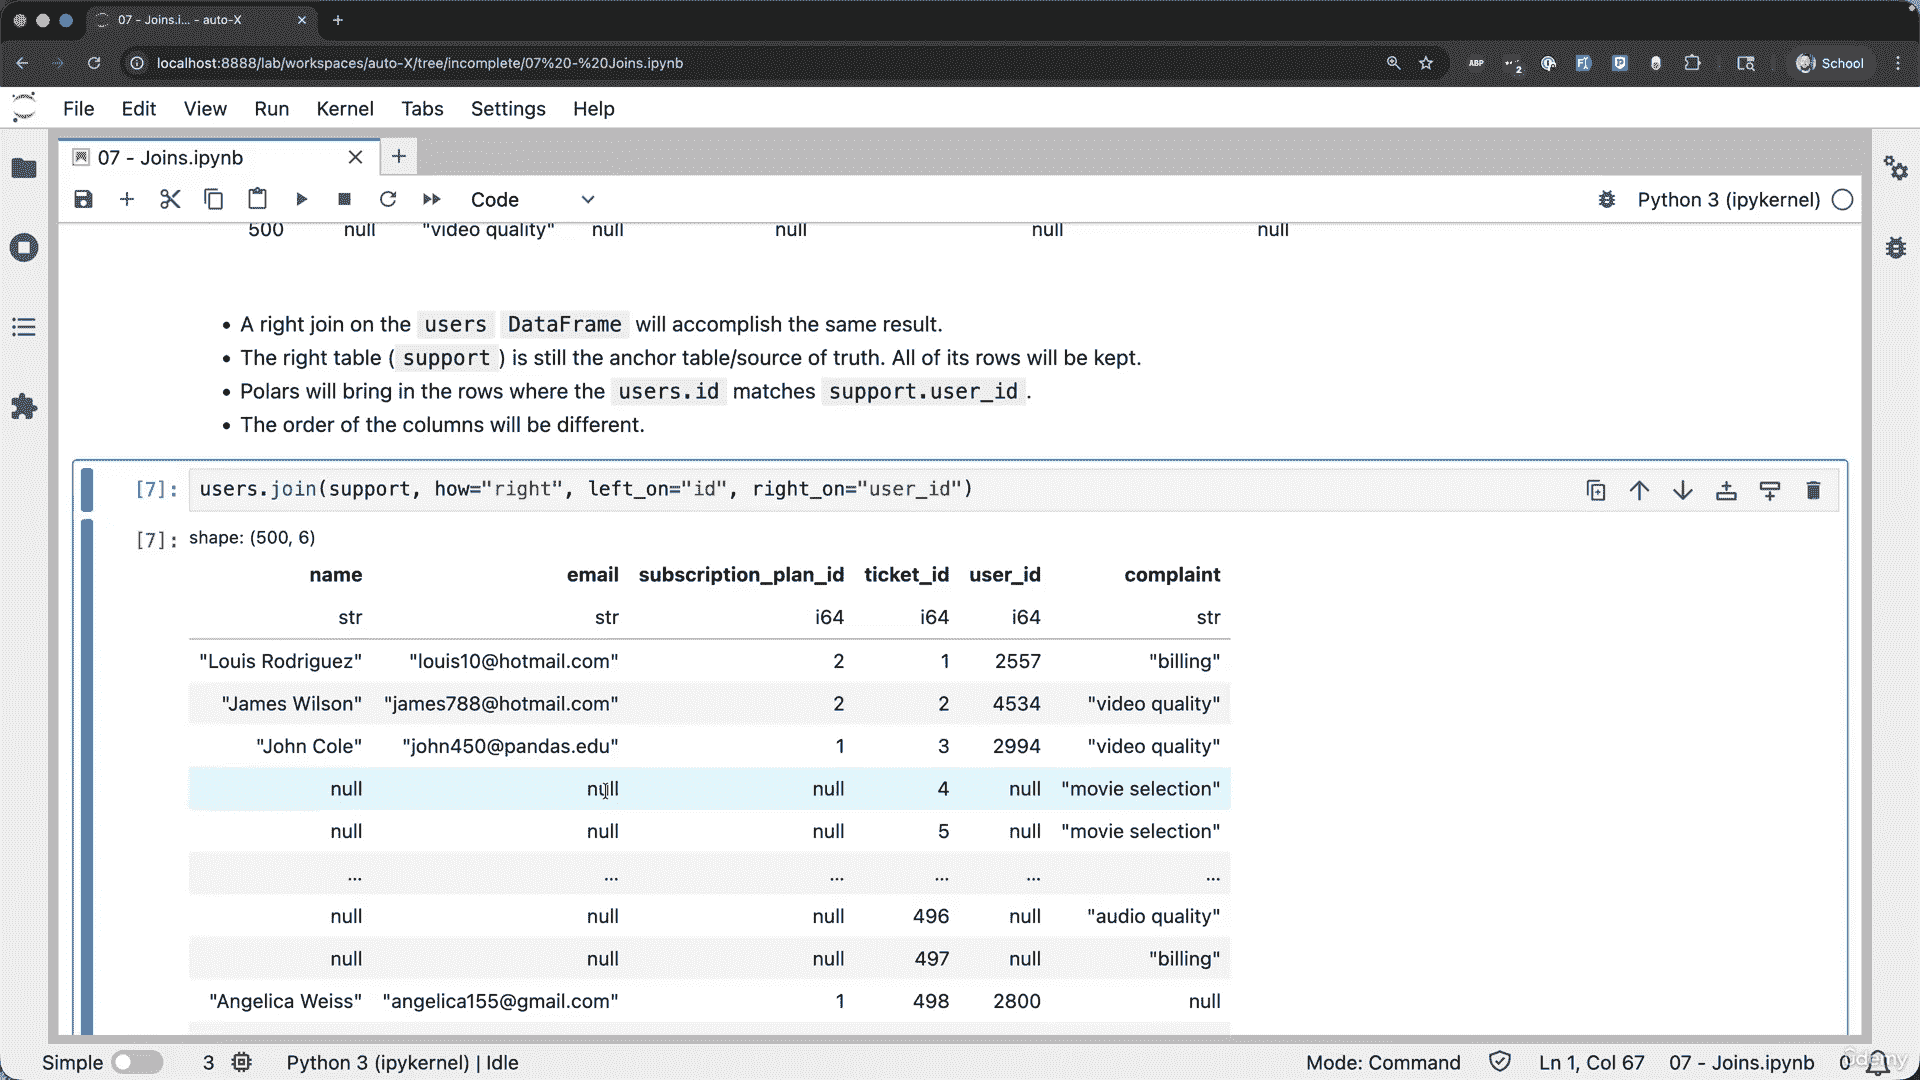 07 - Joins.i... - auto-X
localhost:8888/lab/workspaces/auto-X/tree/incomplete/07%20-%20Joins.ipynb
ABP
2
School
File Edit View Run Kernel Tabs Settings Help
07 - Joins.ipynb
Code
Python 3 (ipykernel)
500 null "video quality" null null null null
• A right join on the users DataFrame will accomplish the same result.
• The right table ( support ) is still the anchor table/source of truth. All of its rows will be kept.
• Polars will bring in the rows where the users.id matches support.user_id .
• The order of the columns will be different.
[7]: users.join(support, how="right", left_on="id", right_on="user_id")
[7]: shape: (500, 6)
name email subscription_plan_id ticket_id user_id complaint
str str i64 i64 i64 str
"Louis Rodriguez" "louis10@hotmail.com" 2 1 2557 "billing"
"James Wilson" "james788@hotmail.com" 2 2 4534 "video quality"
"John Cole" "john450@pandas.edu" 1 3 2994 "video quality"
null null null 4 null "movie selection"
null null null 5 null "movie selection"
... ... ... ... ... ...
null null null 496 null "audio quality"
null null null 497 null "billing"
"Angelica Weiss" "angelica155@gmail.com" 1 498 2800 null
Simple 3 Python 3 (ipykernel) | Idle Mode: Command Ln 1, Col 67 07 - Joins.ipynb 0
udemy